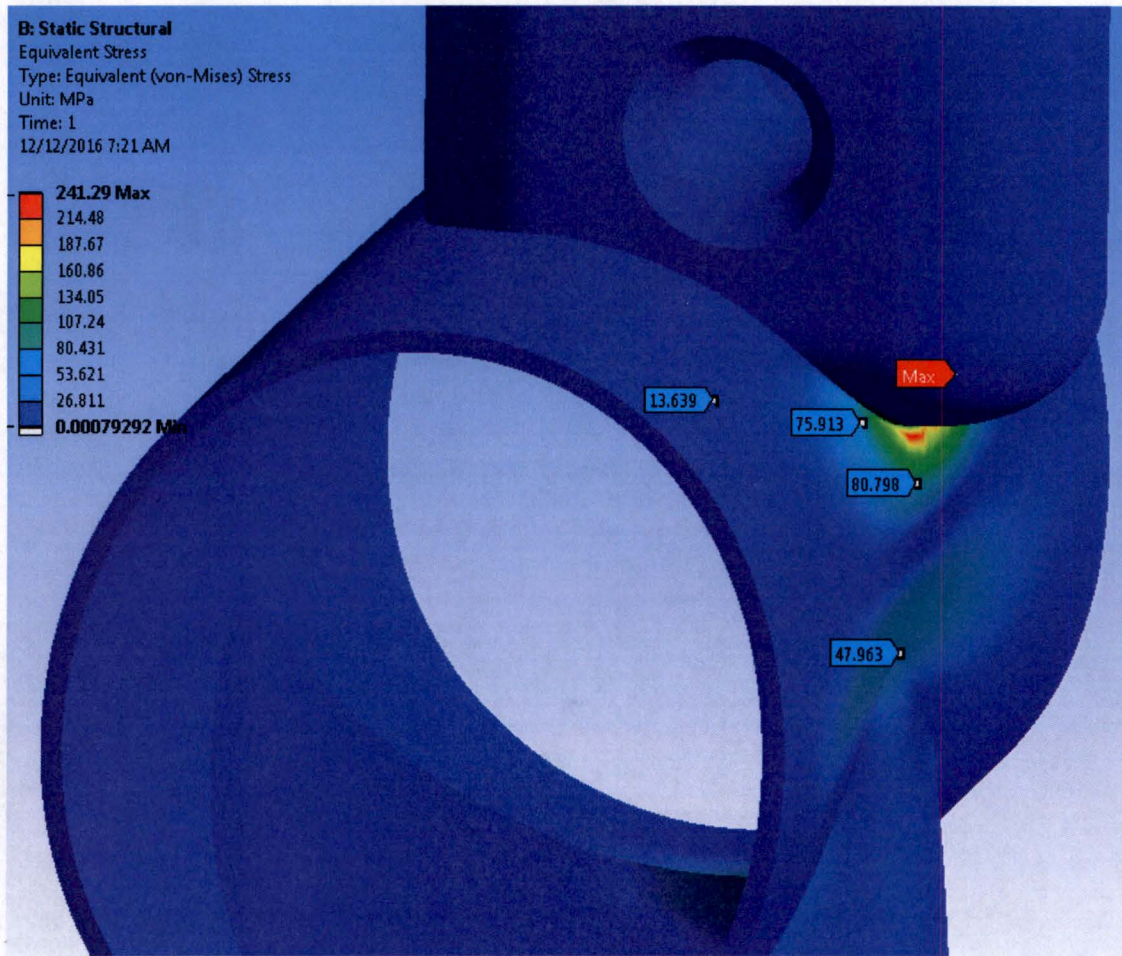 B: Static Structural
Equivalent Stress
Type: Equivalent (von-Mises) Stress
Unit: MPa
Time: 1
12/12/2016 7:21 AM
241.29 Max
214.48
187.67
160.86
134.05
107.24
80.431
53.621
26.811
0.00079292 Min
Max
13.639
75.913
80.798
47.963